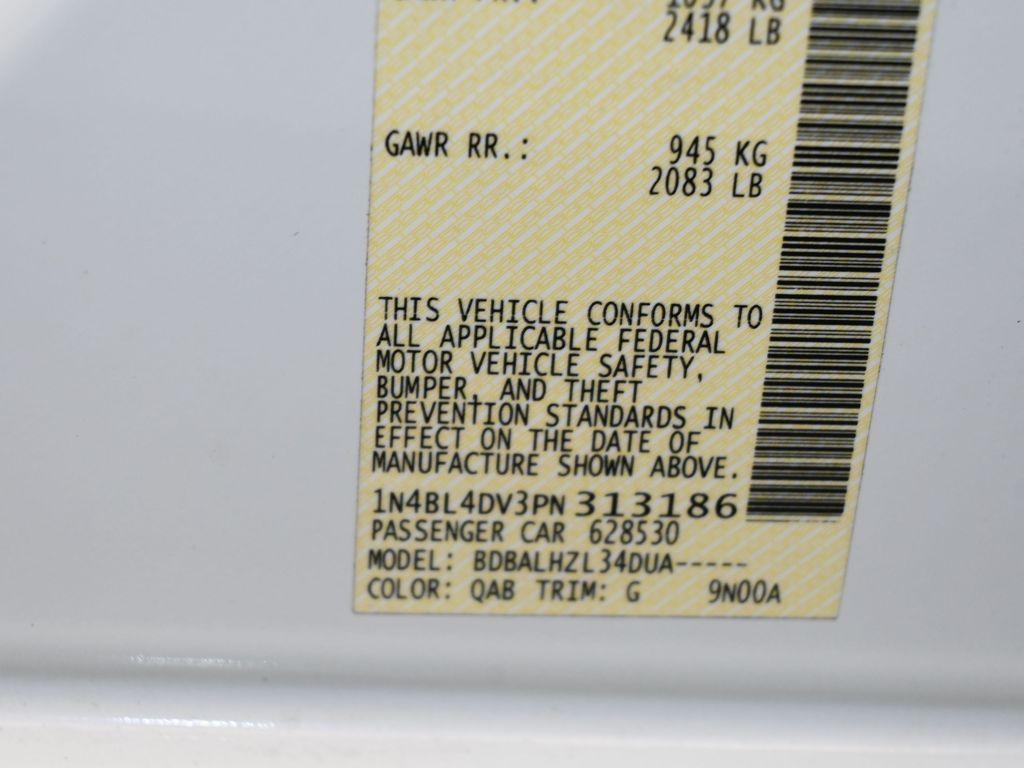 2418 LB
GAWR RR.: 945 KG
2083 LB
THIS VEHICLE CONFORMS TO
ALL APPLICABLE FEDERAL
MOTOR VEHICLE SAFETY,
BUMPER, AND THEFT
PREVENTION STANDARDS IN
EFFECT ON THE DATE OF
MANUFACTURE SHOWN ABOVE.
1N4BL4DV3PN313186
PASSENGER CAR 628530
MODEL: BDBALHZL34DUA-----
COLOR: QAB TRIM: G 9N00A